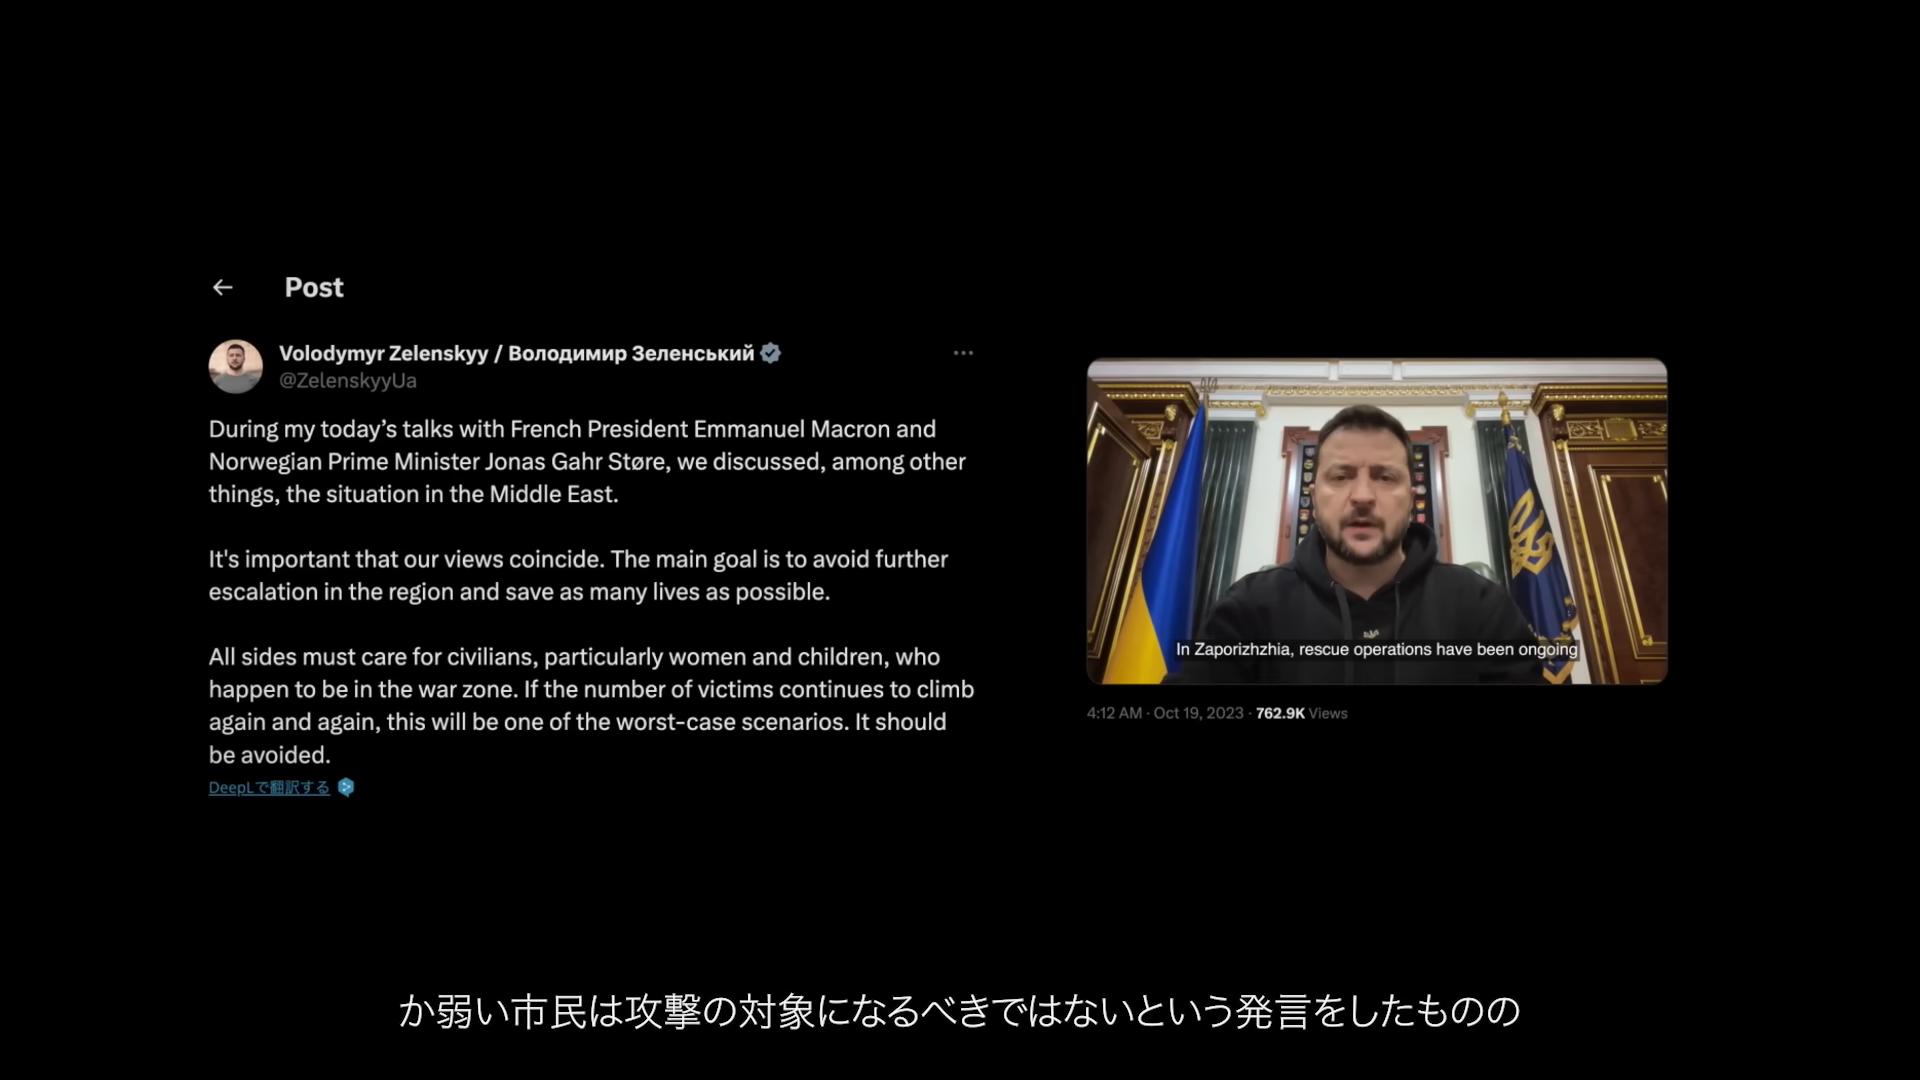 Post
Volodymyr Zelenskyy / Володимир Зеленський
@ZelenskyyUa
During my today’s talks with French President Emmanuel Macron and
Norwegian Prime Minister Jonas Gahr Støre, we discussed, among other
things, the situation in the Middle East.
It's important that our views coincide. The main goal is to avoid further
escalation in the region and save as many lives as possible.
All sides must care for civilians, particularly women and children, who
happen to be in the war zone. If the number of victims continues to climb
again and again, this will be one of the worst-case scenarios. It should
be avoided.
DeepLで翻訳する
In Zaporizhzhia, rescue operations have been ongoing
4:12 AM · Oct 19, 2023 · 762.9K Views
か弱い市民は攻撃の対象になるべきではないという発言をしたものの